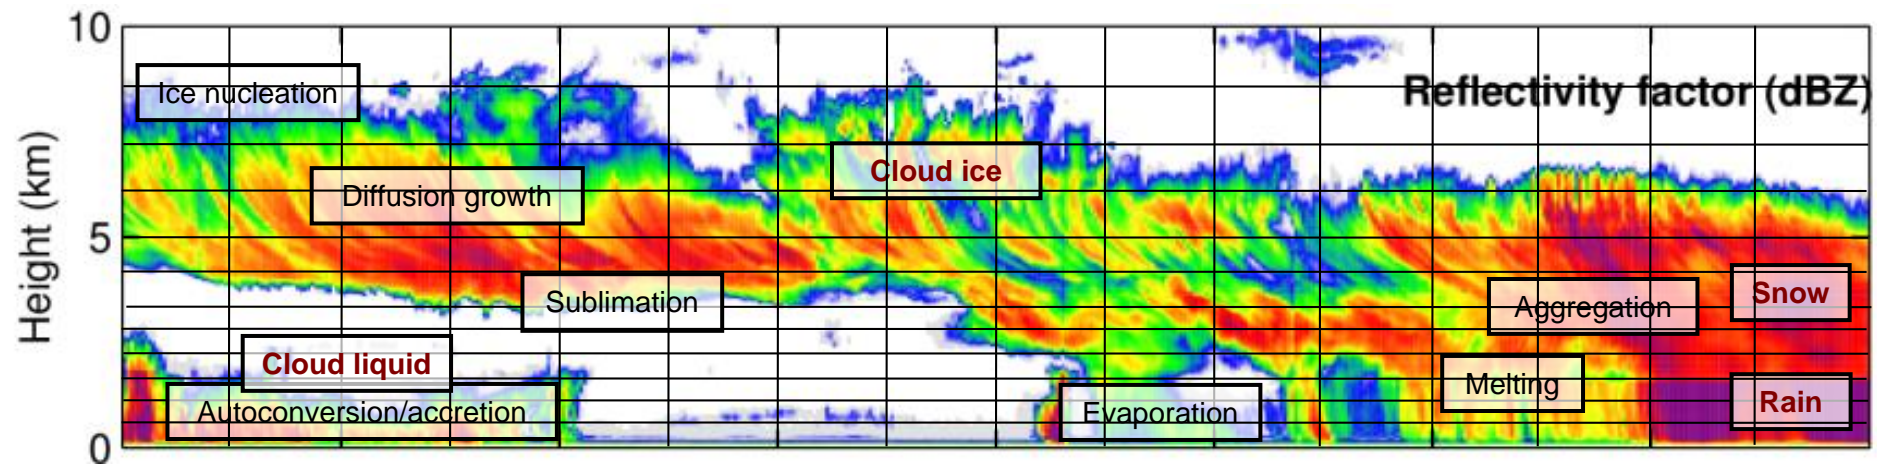 10
Ice nucleation
Reflectivity factor (dBZ)
Height (km)
Cloud ice
Diffusion growth
5
Sublimation
Snow
Aggregation
Cloud liquid
Melting
Autoconversion/accretion
Evaporation
Rain
0